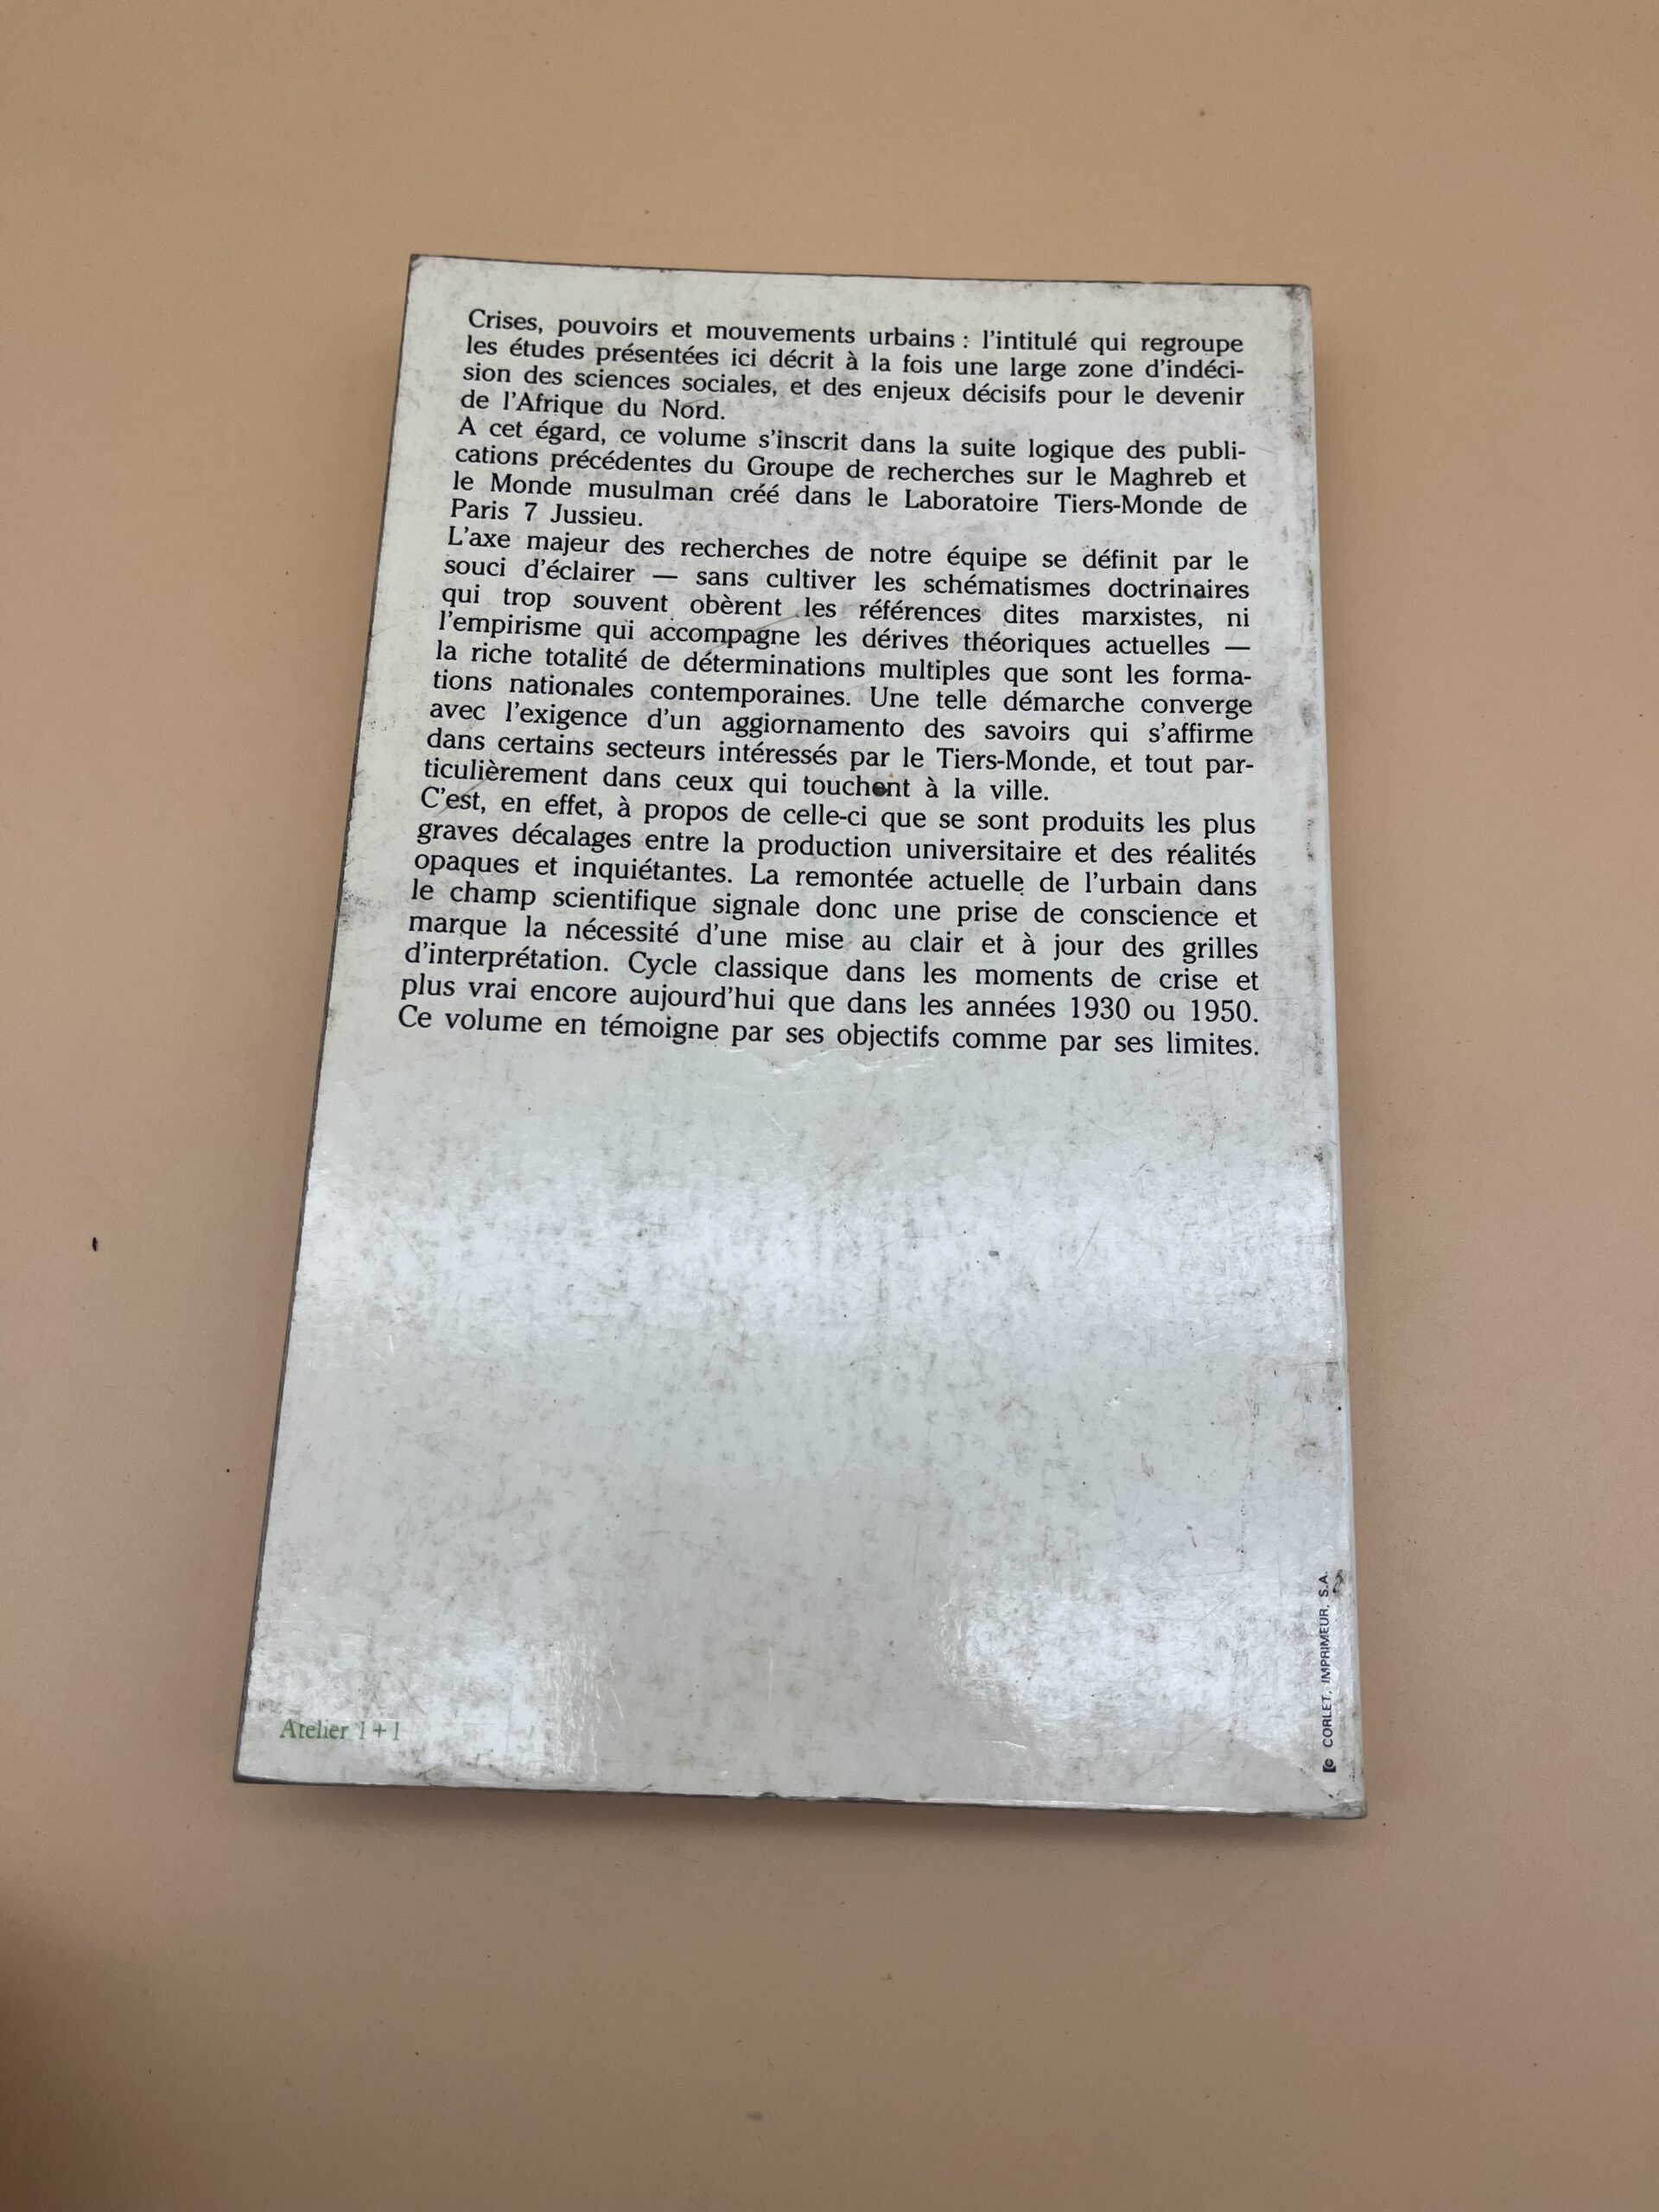 Crises, pouvoirs et mouvements urbains : l'intitulé qui regroupe
les études présentées ici décrit à la fois une large zone d'indéci-
sion des sciences sociales, et des enjeux décisifs pour le devenir
de l'Afrique du Nord.
A cet égard, ce volume s'inscrit dans la suite logique des publi-
cations précédentes du Groupe de recherches sur le Maghreb et
le Monde musulman créé dans le Laboratoire Tiers-Monde de
Paris 7 Jussieu.
L'axe majeur des recherches de notre équipe se définit par le
souci d'éclairer — sans cultiver les schématismes doctrinaires
qui trop souvent obèrent les références dites marxistes, ni
l'empirisme qui accompagne les dérives théoriques actuelles —
la riche totalité de déterminations multiples que sont les forma-
tions nationales contemporaines. Une telle démarche converge
avec l'exigence d'un aggiornamento des savoirs qui s'affirme
dans certains secteurs intéressés par le Tiers-Monde, et tout par-
ticulièrement dans ceux qui touchent à la ville.
C'est, en effet, à propos de celle-ci que se sont produits les plus
graves décalages entre la production universitaire et des réalités
opaques et inquiétantes. La remontée actuelle de l'urbain dans
le champ scientifique signale donc une prise de conscience et
marque la nécessité d'une mise au clair et à jour des grilles
d'interprétation. Cycle classique dans les moments de crise et
plus vrai encore aujourd'hui que dans les années 1930 ou 1950.
Ce volume en témoigne par ses objectifs comme par ses limites.
Atelier 1+1
CORLET, IMPRIMEUR, S.A.